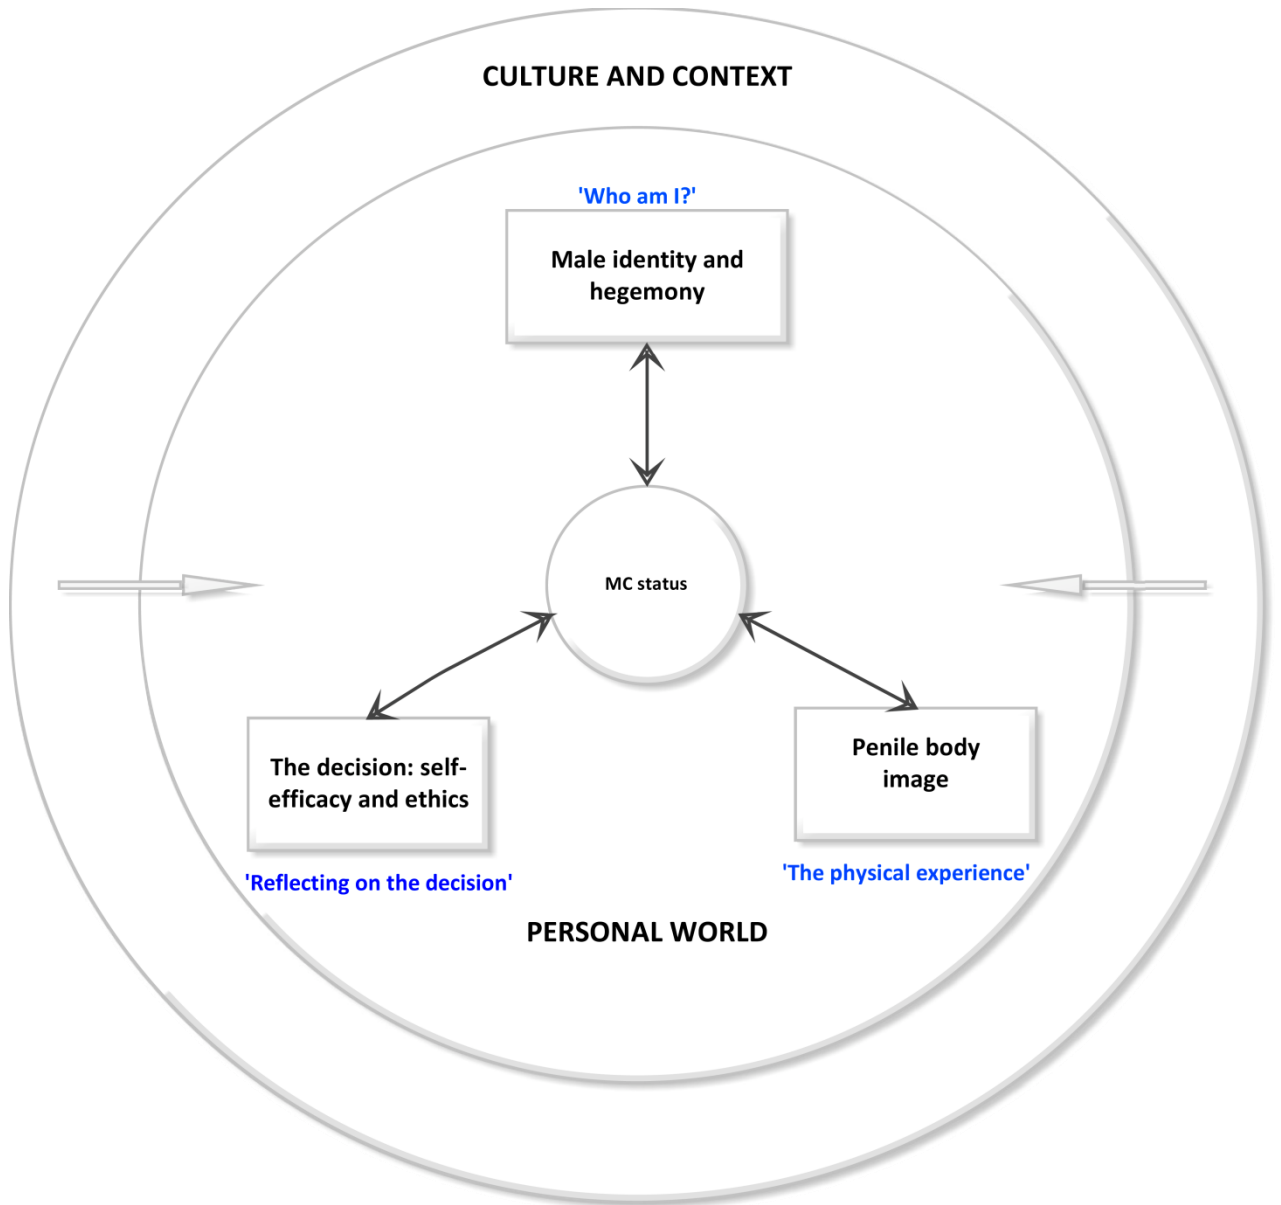 CULTURE AND CONTEXT
'Who am I?'
Male identity and
hegemony
MC status
The decision: self-
efficacy and ethics
'Reflecting on the decision'
Penile body
image
'The physical experience'
PERSONAL WORLD